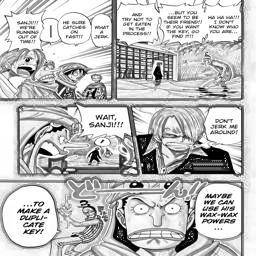 HA HA HA!!
I DON'T KNOW
WHO YOU
ARE...
...BUT YOU
SEEM TO BE
THEIR FRIEND!!
IF YOU WANT
THE KEY, GO
FIND IT!!!
AND TRY
NOT TO GET
EATEN IN THE
PROCESS!!
WHAT
A
JERK.
HE SURE
CATCHES
ON
FAST!!!
SANJI!!!
WE'RE
RUNNING
OUT OF
TIME!!
DON'T
JERK ME
AROUND!
WAIT,
SANJI!!!
MAYBE
WE CAN
USE HIS
WAX-WAX
POWERS
...
...TO
MAKE A
DUPLI-
CATE
KEY!